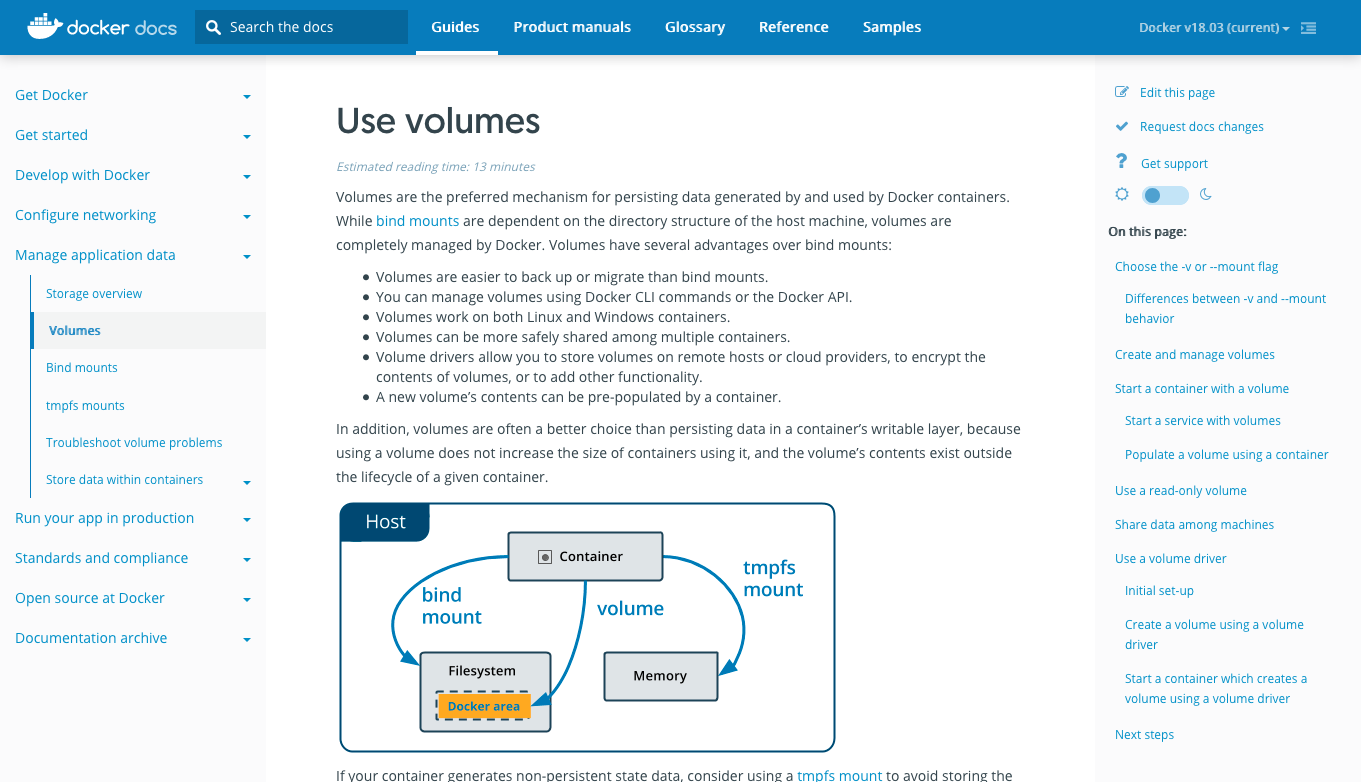 docker docs
Search the docs
Guides
Product manuals
Glossary
Reference
Samples
Docker v18.03 (current)
Get Docker
Get started
Develop with Docker
Configure networking
Manage application data
Storage overview
Volumes
Bind mounts
tmpfs mounts
Troubleshoot volume problems
Store data within containers
Run your app in production
Standards and compliance
Open source at Docker
Documentation archive
Use volumes
Estimated reading time: 13 minutes
Volumes are the preferred mechanism for persisting data generated by and used by Docker containers.
While bind mounts are dependent on the directory structure of the host machine, volumes are
completely managed by Docker. Volumes have several advantages over bind mounts:
Volumes are easier to back up or migrate than bind mounts.
You can manage volumes using Docker CLI commands or the Docker API.
Volumes work on both Linux and Windows containers.
Volumes can be more safely shared among multiple containers.
Volume drivers allow you to store volumes on remote hosts or cloud providers, to encrypt the
contents of volumes, or to add other functionality.
A new volume’s contents can be pre-populated by a container.
In addition, volumes are often a better choice than persisting data in a container’s writable layer, because
using a volume does not increase the size of containers using it, and the volume’s contents exist outside
the lifecycle of a given container.
Host
Container
bind
mount
volume
tmpfs
mount
Filesystem
Docker area
Memory
If your container generates non-persistent state data, consider using a tmpfs mount to avoid storing the
Edit this page
Request docs changes
Get support
On this page:
Choose the -v or --mount flag
Differences between -v and --mount
behavior
Create and manage volumes
Start a container with a volume
Start a service with volumes
Populate a volume using a container
Use a read-only volume
Share data among machines
Use a volume driver
Initial set-up
Create a volume using a volume
driver
Start a container which creates a
volume using a volume driver
Next steps